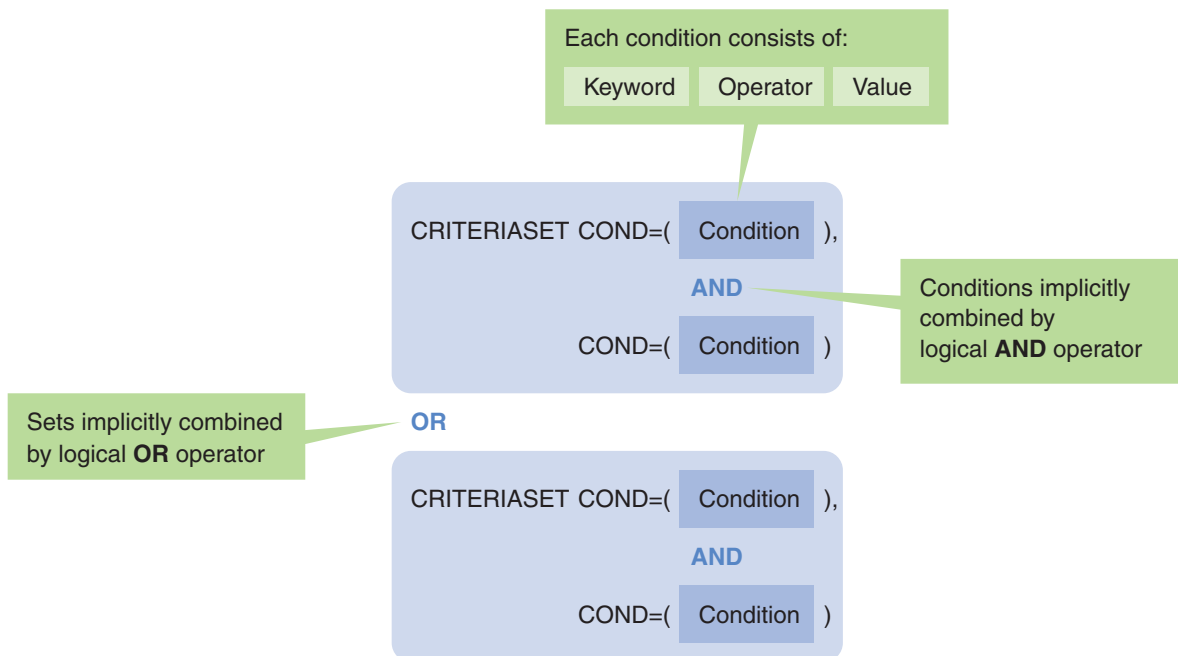 Each condition consists of:
Keyword Operator Value
CRITERIASET COND=( Condition ),
AND
COND=( Condition )
Conditions implicitly
combined by
logical AND operator
Sets implicitly combined
by logical OR operator
OR
CRITERIASET COND=( Condition ),
AND
COND=( Condition )